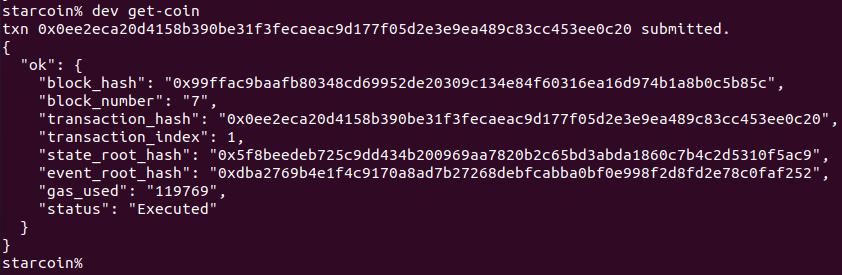 starcoin% dev get-coin
txn 0x0ee2eca20d4158b390be31f3fecaeac9d177f05d2e3e9ea489c83cc453ee0c20 submitted.
{
  "ok": {
    "block_hash": "0x99ffac9baafb80348cd69952de20309c134e84f60316ea16d974b1a8b0c5b85c",
    "block_number": "7",
    "transaction_hash": "0x0ee2eca20d4158b390be31f3fecaeac9d177f05d2e3e9ea489c83cc453ee0c20",
    "transaction_index": 1,
    "state_root_hash": "0x5f8beedeb725c9dd434b200969aa7820b2c65bd3abda1860c7b4c2d5310f5ac9",
    "event_root_hash": "0xdba2769b4e1f4c9170a8ad7b27268debfcabba0bf0e998f2d8fd2e78c0faf252",
    "gas_used": "119769",
    "status": "Executed"
  }
}
starcoin%